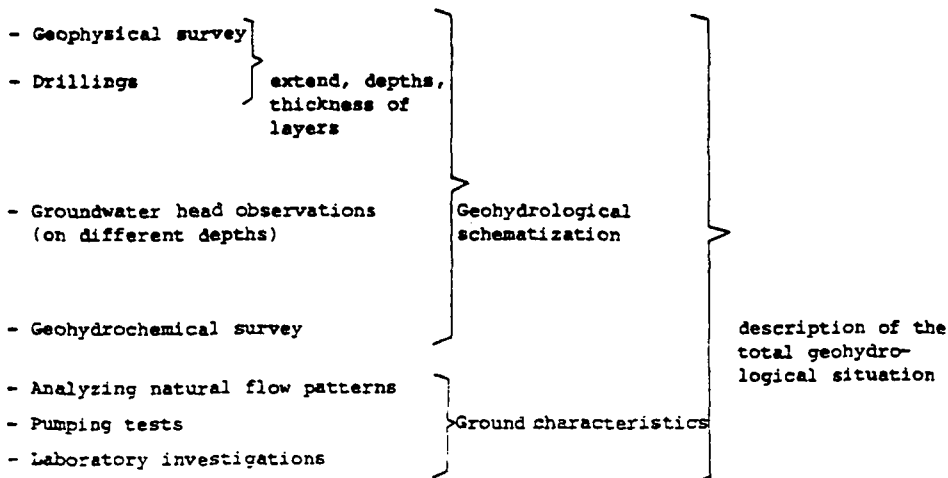 - Geophysical survey
- Drillings
extend, depths,
thickness of
layers
- Groundwater head observations
(on different depths)
Geohydrological
schematization
- Geohydrochemical survey
description of the
total geohydro-
logical situation
- Analyzing natural flow patterns
- Pumping tests
Ground characteristics
- Laboratory investigations